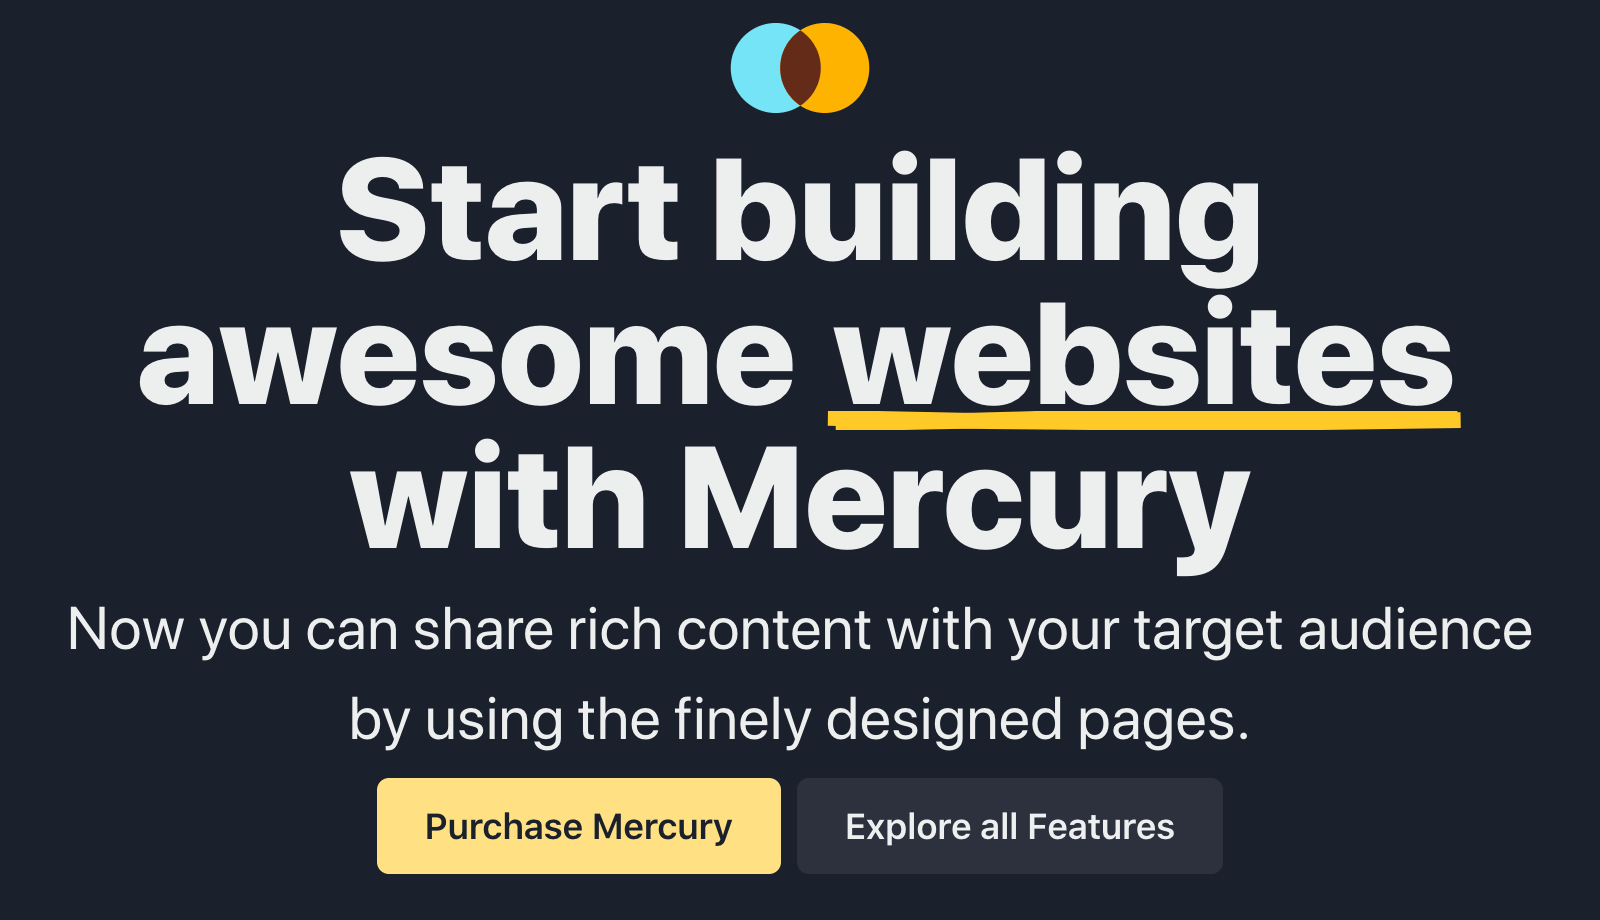 Start building
awesome websites
with Mercury
Now you can share rich content with your target audience
by using the finely designed pages.
Purchase Mercury
Explore all Features